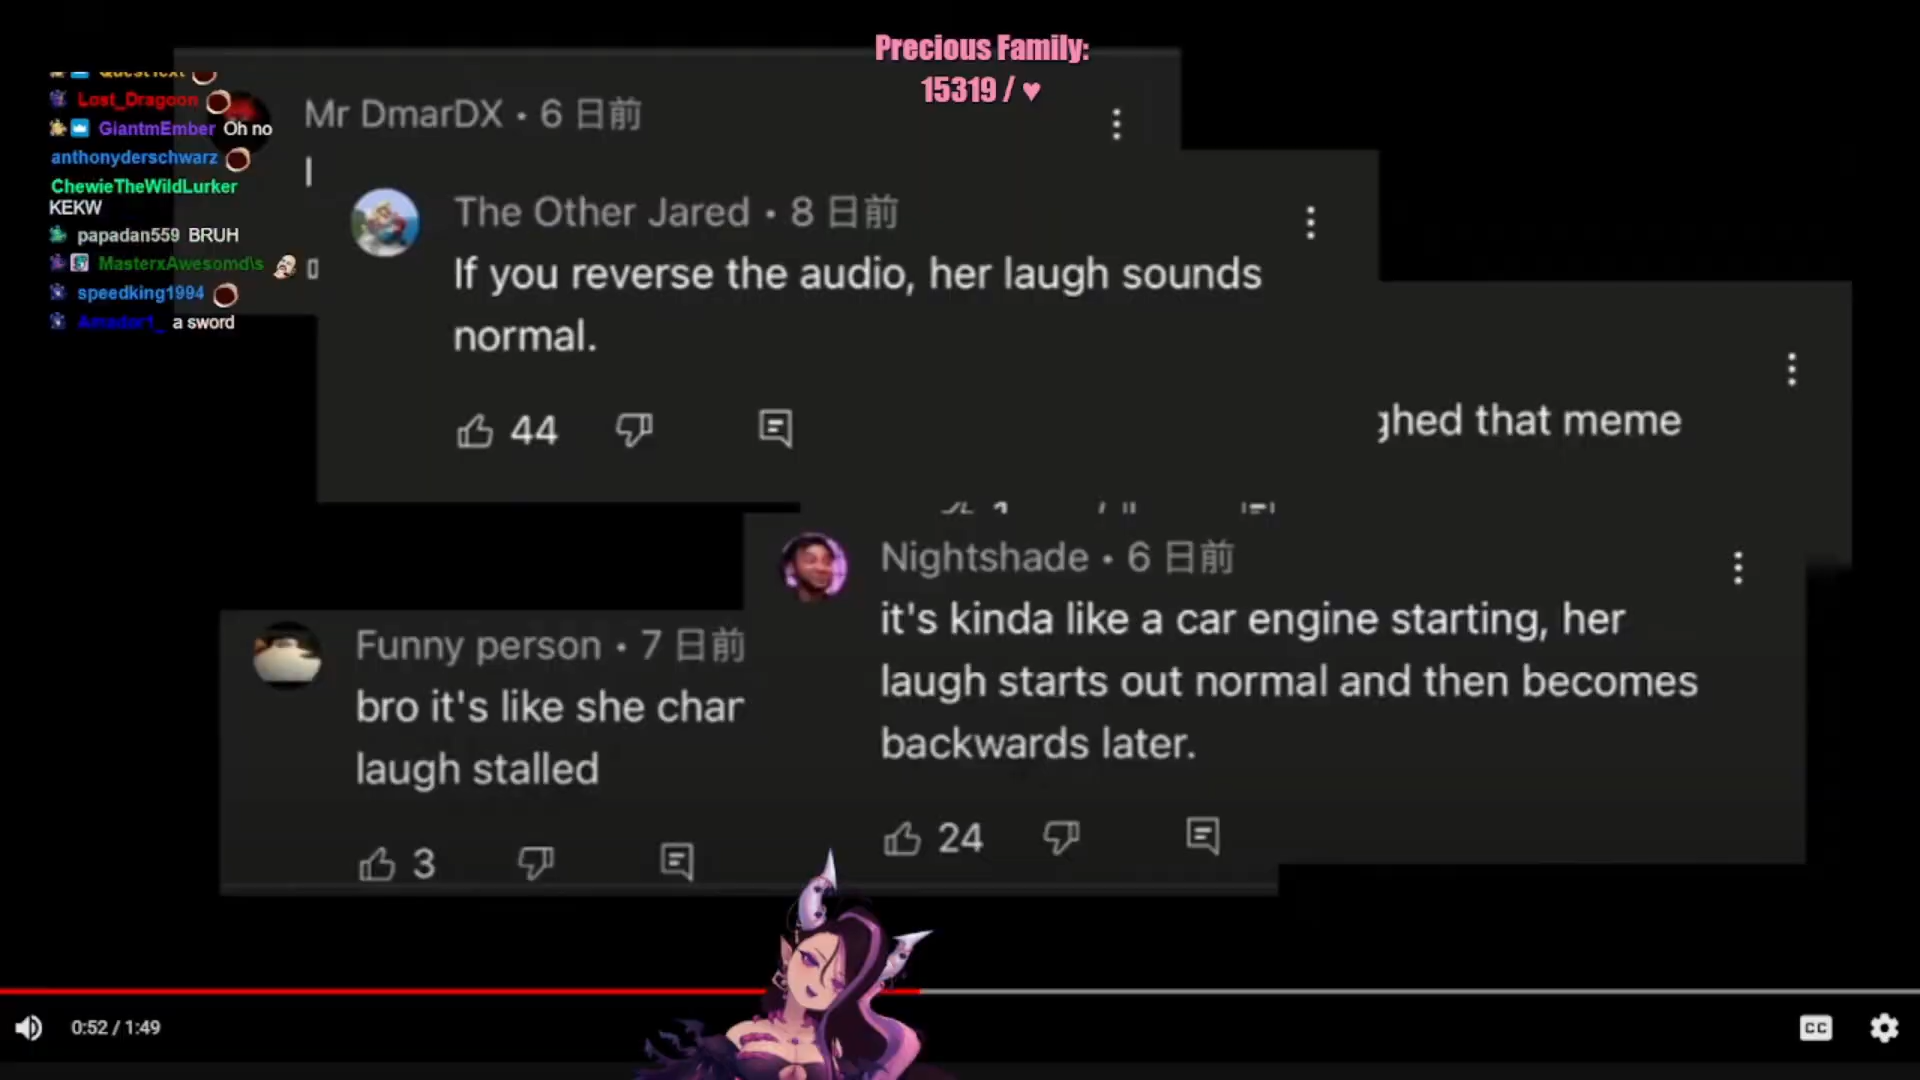 Precious Family:
15319 / ♥
Lost_Dragoon
GiantmEmber Oh no
anthonyderschwarz
ChewieTheWildLurker
KEKW
papadan559 BRUH
MasterxAwesomd\s
speedking1994
Amador1_ a sword
Mr DmarDX • 6 日前
The Other Jared • 8 日前
If you reverse the audio, her laugh sounds
normal.
44
ghed that meme
Nightshade • 6 日前
it's kinda like a car engine starting, her
laugh starts out normal and then becomes
backwards later.
24
Funny person • 7 日前
bro it's like she char
laugh stalled
3
0:52 / 1:49
CC